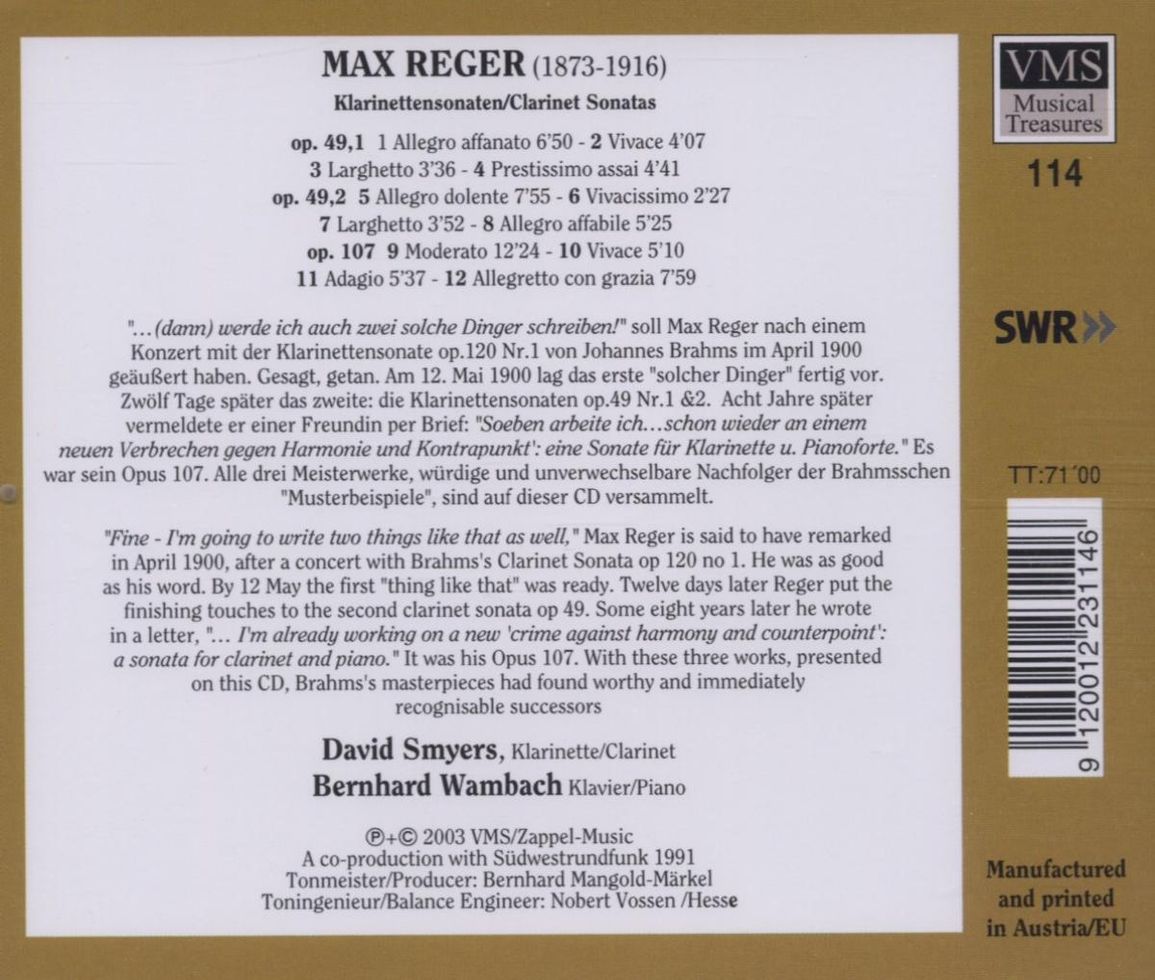 MAX REGER (1873-1916)
Klarinettensonaten/Clarinet Sonatas
op. 49,1 1 Allegro affanato 6'50 - 2 Vivace 4'07
3 Larghetto 3'36 - 4 Prestissimo assai 4'41
op. 49,2 5 Allegro dolente 7'55 - 6 Vivacissimo 2'27
7 Larghetto 3'52 - 8 Allegro affabile 5'25
op. 107 9 Moderato 12'24 - 10 Vivace 5'10
11 Adagio 5'37 - 12 Allegretto con grazia 7'59
"...(dann) werde ich auch zwei solche Dinger schreiben!" soll Max Reger nach einem
Konzert mit der Klarinettensonate op.120 Nr.1 von Johannes Brahms im April 1900
geäußert haben. Gesagt, getan. Am 12. Mai 1900 lag das erste "solcher Dinger" fertig vor.
Zwölf Tage später das zweite: die Klarinettensonaten op.49 Nr.1 &2. Acht Jahre später
vermeldete er einer Freundin per Brief: "Soeben arbeite ich...schon wieder an einem
neuen Verbrechen gegen Harmonie und Kontrapunkt': eine Sonate für Klarinette u. Pianoforte." Es
war sein Opus 107. Alle drei Meisterwerke, würdige und unverwechselbare Nachfolger der Brahmsschen
"Musterbeispiele", sind auf dieser CD versammelt.
"Fine - I'm going to write two things like that as well," Max Reger is said to have remarked
in April 1900, after a concert with Brahms's Clarinet Sonata op 120 no 1. He was as good
as his word. By 12 May the first "thing like that" was ready. Twelve days later Reger put the
finishing touches to the second clarinet sonata op 49. Some eight years later he wrote
in a letter, "... I'm already working on a new 'crime against harmony and counterpoint':
a sonata for clarinet and piano." It was his Opus 107. With these three works, presented
on this CD, Brahms's masterpieces had found worthy and immediately
recognisable successors
David Smyers, Klarinette/Clarinet
Bernhard Wambach Klavier/Piano
℗+© 2003 VMS/Zappel-Music
A co-production with Südwestrundfunk 1991
Tonmeister/Producer: Bernhard Mangold-Märkel
Toningenieur/Balance Engineer: Nobert Vossen /Hesse
VMS
Musical
Treasures
114
SWR»
TT:71´00
9 120012 231146
Manufactured
and printed
in Austria/EU